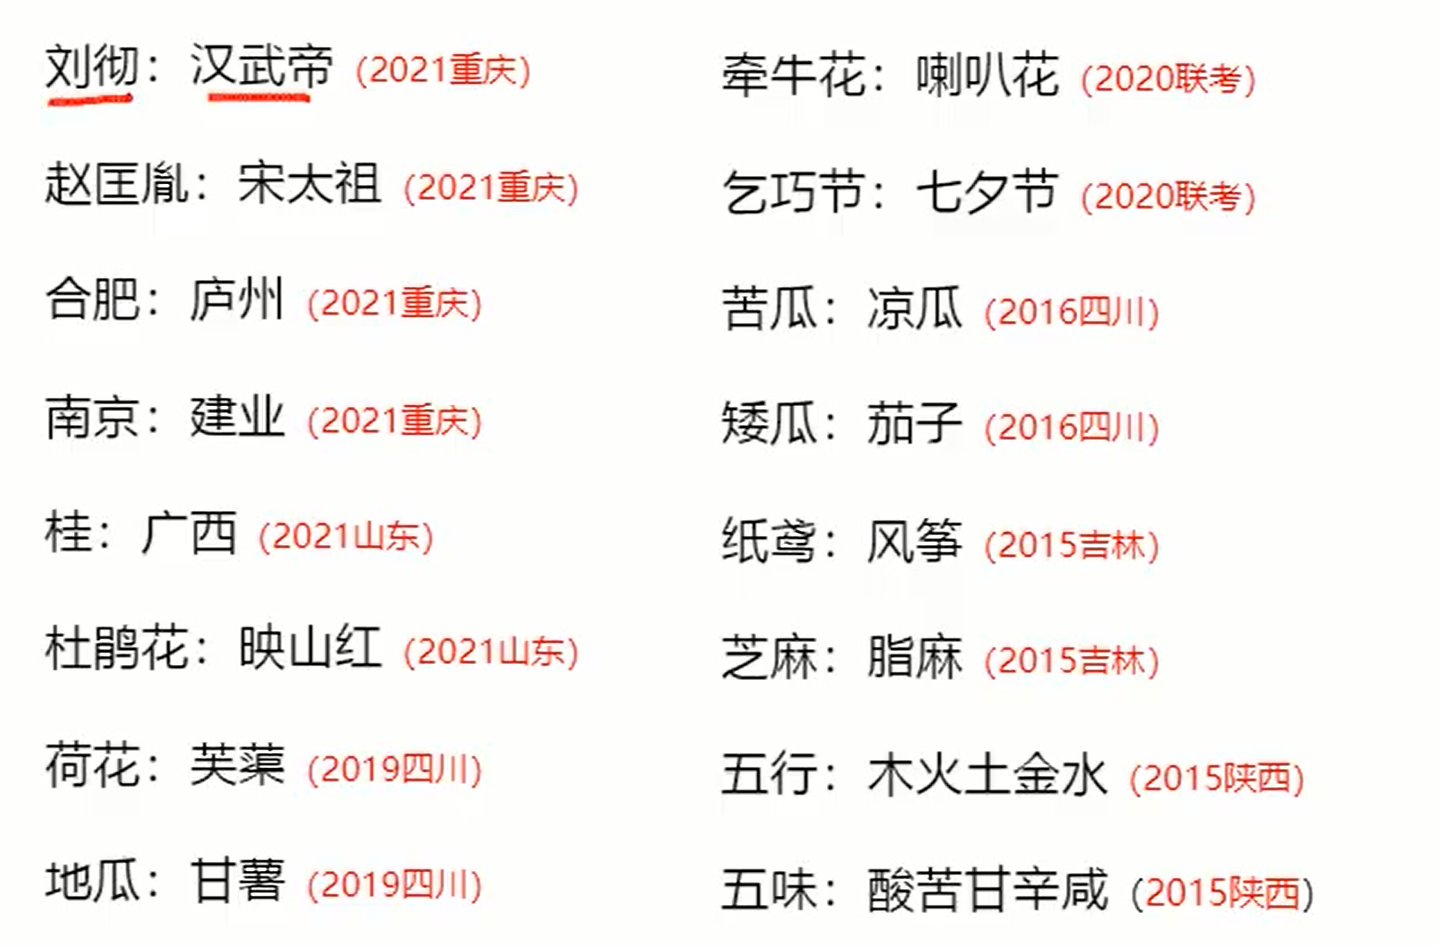 刘彻：汉武帝（2021重庆）
赵匡胤：宋太祖（2021重庆）
合肥：庐州（2021重庆）
南京：建业（2021重庆）
桂：广西（2021山东）
杜鹃花：映山红（2021山东）
荷花：芙蕖（2019四川）
地瓜：甘薯（2019四川）
牵牛花：喇叭花（2020联考）
乞巧节：七夕节（2020联考）
苦瓜：凉瓜（2016四川）
矮瓜：茄子（2016四川）
纸鸢：风筝（2015吉林）
芝麻：脂麻（2015吉林）
五行：木火土金水（2015陕西）
五味：酸苦甘辛咸（2015陕西）